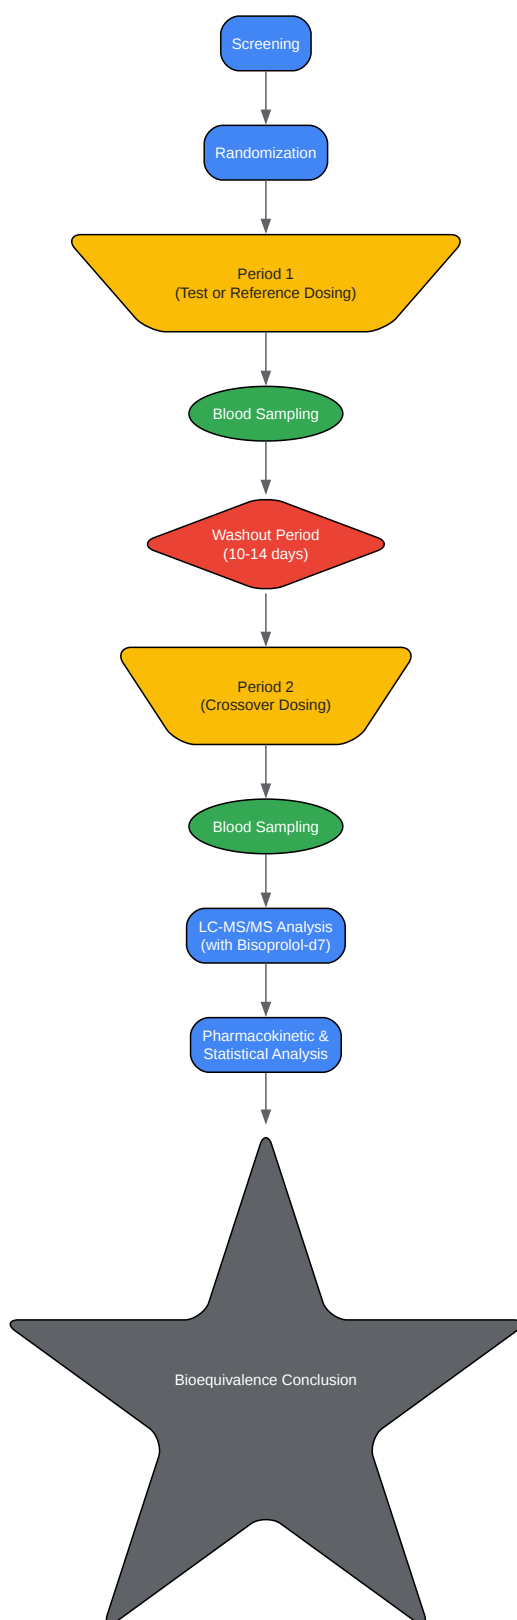 Screening
Randomization
Period 1
(Test or Reference Dosing)
Blood Sampling
Washout Period
(10-14 days)
Period 2
(Crossover Dosing)
Blood Sampling
LC-MS/MS Analysis
(with Bisoprolol-d7)
Pharmacokinetic &
Statistical Analysis
Bioequivalence Conclusion